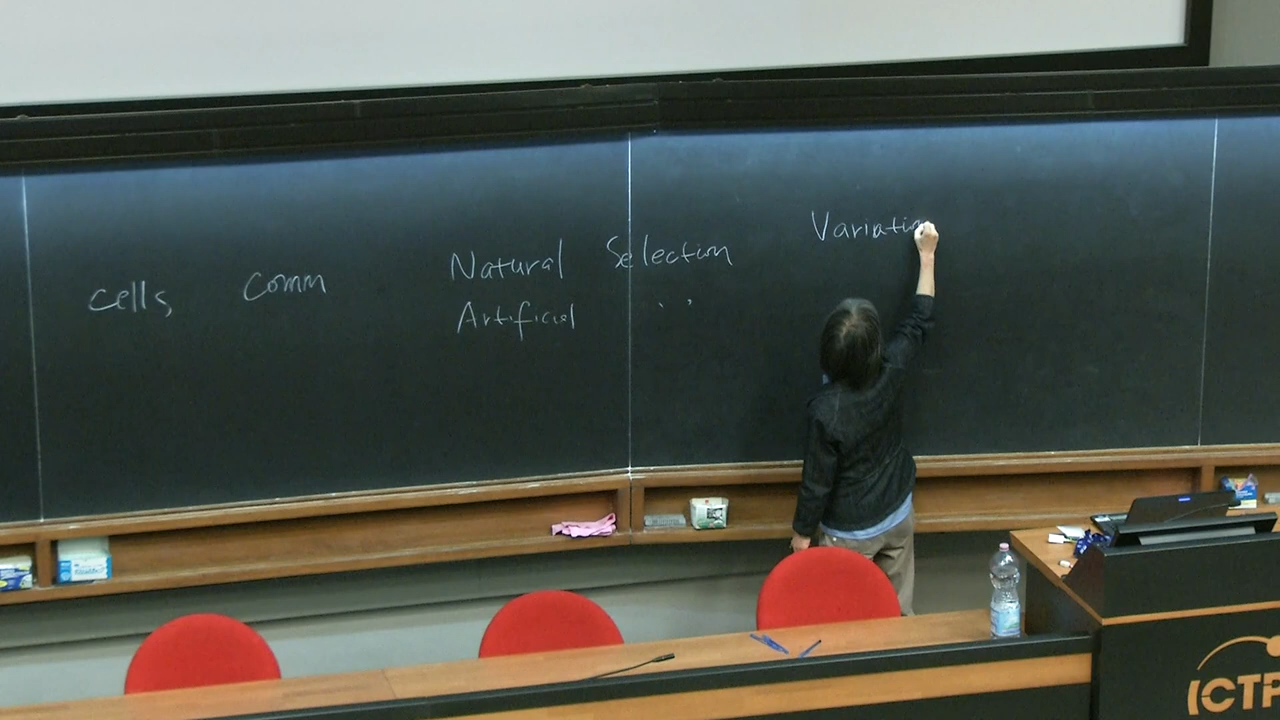 cells, comm
Natural Selection
Artificial " 
Variatio
ICTP